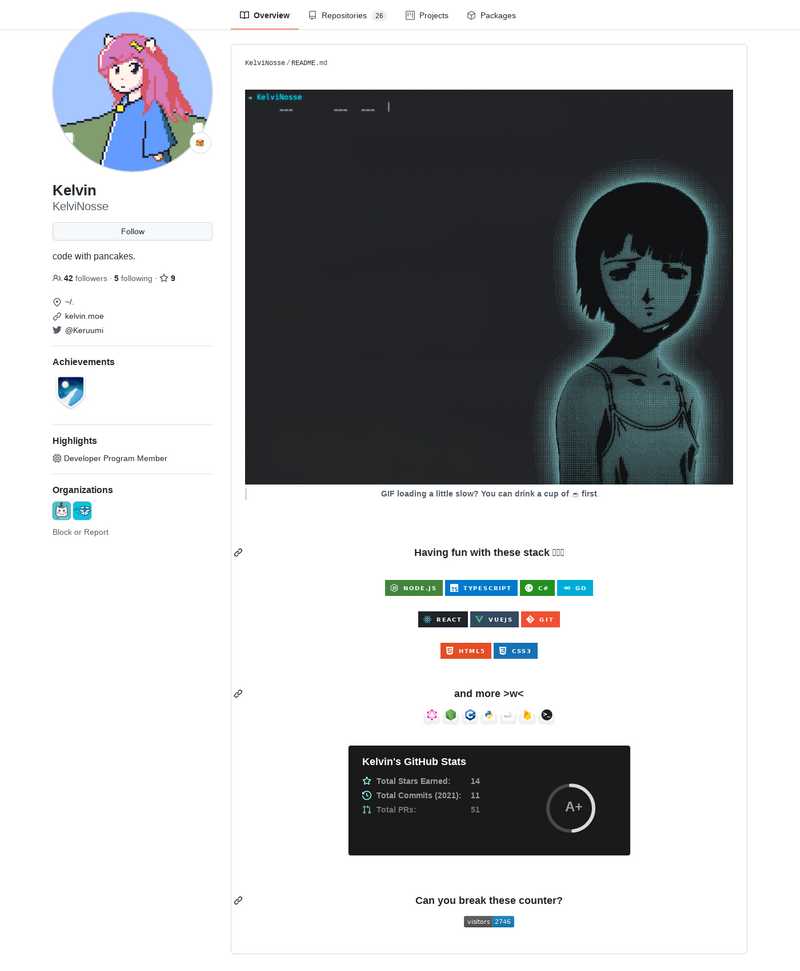 Overview Repositories 26 Projects Packages
Kelvin
KelviNosse
Follow
code with pancakes.
42 followers · 5 following · 9
~/.
kelvin.moe
@Keruumi
Achievements
Highlights
Developer Program Member
Organizations
Block or Report
KelviNosse / README.md
KelviNosse
GIF loading a little slow? You can drink a cup of ☕ first
Having fun with these stack
NODE.JS TYPESCRIPT C# GO
REACT VUEJS GIT
HTML5 CSS3
and more >w<
Kelvin's GitHub Stats
Total Stars Earned: 14
Total Commits (2021): 11
Total PRs: 51
A+
Can you break these counter?
visitors 2746